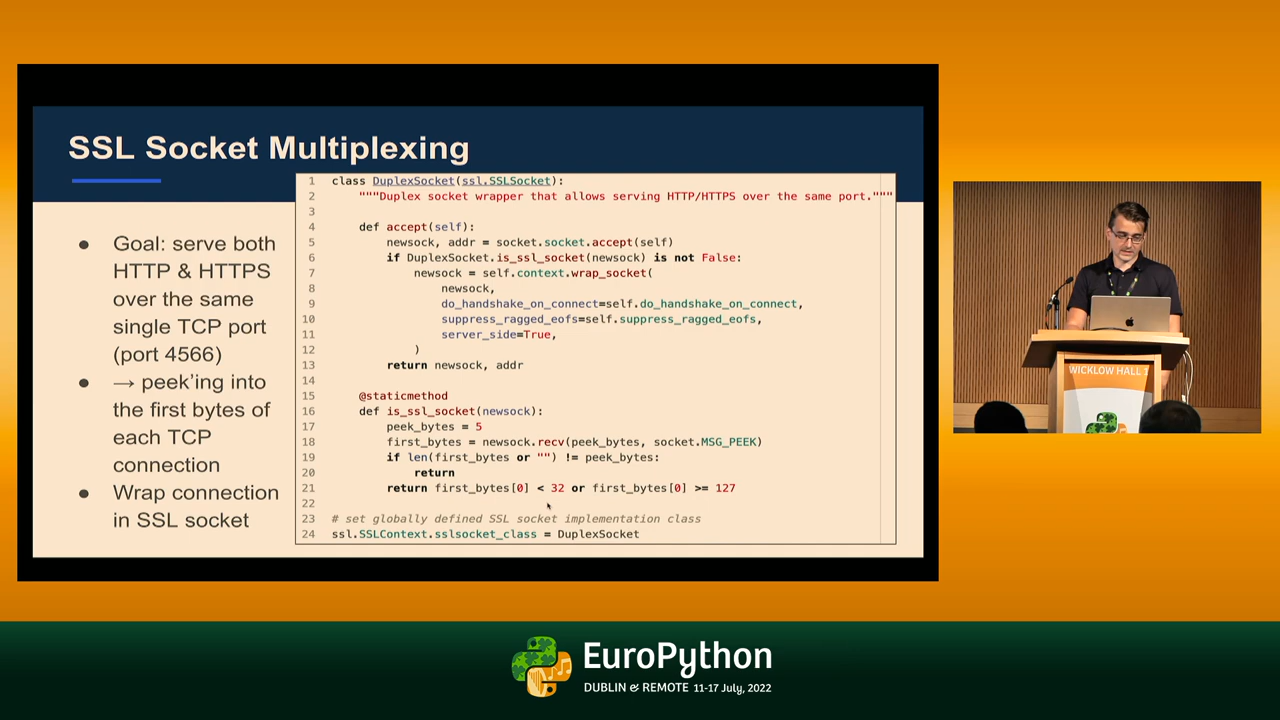 SSL Socket Multiplexing
● Goal: serve both
HTTP & HTTPS
over the same
single TCP port
(port 4566)
● → peek'ing into
the first bytes of
each TCP
connection
● Wrap connection
in SSL socket
1 class DuplexSocket(ssl.SSLSocket):
2 """Duplex socket wrapper that allows serving HTTP/HTTPS over the same port."""
3
4 def accept(self):
5 newsock, addr = socket.socket.accept(self)
6 if DuplexSocket.is_ssl_socket(newsock) is not False:
7 newsock = self.context.wrap_socket(
8 newsock,
9 do_handshake_on_connect=self.do_handshake_on_connect,
10 suppress_ragged_eofs=self.suppress_ragged_eofs,
11 server_side=True,
12 )
13 return newsock, addr
14
15 @staticmethod
16 def is_ssl_socket(newsock):
17 peek_bytes = 5
18 first_bytes = newsock.recv(peek_bytes, socket.MSG_PEEK)
19 if len(first_bytes or "") != peek_bytes:
20 return
21 return first_bytes[0] < 32 or first_bytes[0] >= 127
22
23 # set globally defined SSL socket implementation class
24 ssl.SSLContext.sslsocket_class = DuplexSocket
WICKLOW HALL 1
EuroPython
DUBLIN & REMOTE 11-17 July, 2022